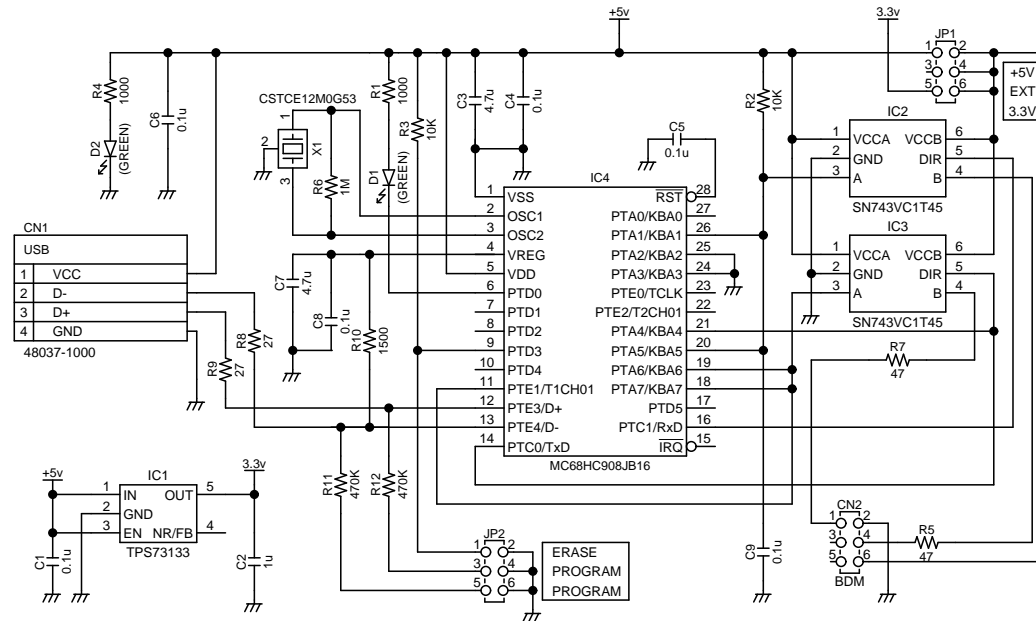 +5v
3.3v
JP1
1 2
3 4
5 6
+5V
EXT
3.3V
R4
1000
D2
(GREEN)
C6
0.1u
CSTCE12M0G53
1
2
3
X1
R6
1M
R1
1000
D1
(GREEN)
R3
10K
C3
4.7u
C4
0.1u
C5
0.1u
R2
10K
IC2
1 VCCA VCCB 6
2 GND DIR 5
3 A B 4
SN743VC1T45
IC3
1 VCCA VCCB 6
2 GND DIR 5
3 A B 4
SN743VC1T45
IC4
1 VSS RST 28
2 OSC1 PTA0/KBA0 27
3 OSC2 PTA1/KBA1 26
4 VREG PTA2/KBA2 25
5 VDD PTA3/KBA3 24
6 PTD0 PTE0/TCLK 23
7 PTD1 PTE2/T2CH01 22
8 PTD2 PTA4/KBA4 21
9 PTD3 PTA5/KBA5 20
10 PTD4 PTA6/KBA6 19
11 PTE1/T1CH01 PTA7/KBA7 18
12 PTE3/D+ PTD5 17
13 PTE4/D- PTC1/RxD 16
14 PTC0/TxD IRQ 15
MC68HC908JB16
CN1
USB
1 VCC
2 D-
3 D+
4 GND
48037-1000
R8
27
R9
27
C7
4.7u
C8
0.1u
R10
1500
R7
47
R11
470K
R12
470K
+5v
IC1
3.3v
1 IN OUT 5
2 GND
3 EN NR/FB 4
TPS73133
C1
0.1u
C2
1u
JP2
1 2 ERASE
3 4 PROGRAM
5 6 PROGRAM
C9
0.1u
CN2
1 2
3 4
5 6
BDM
R5
47